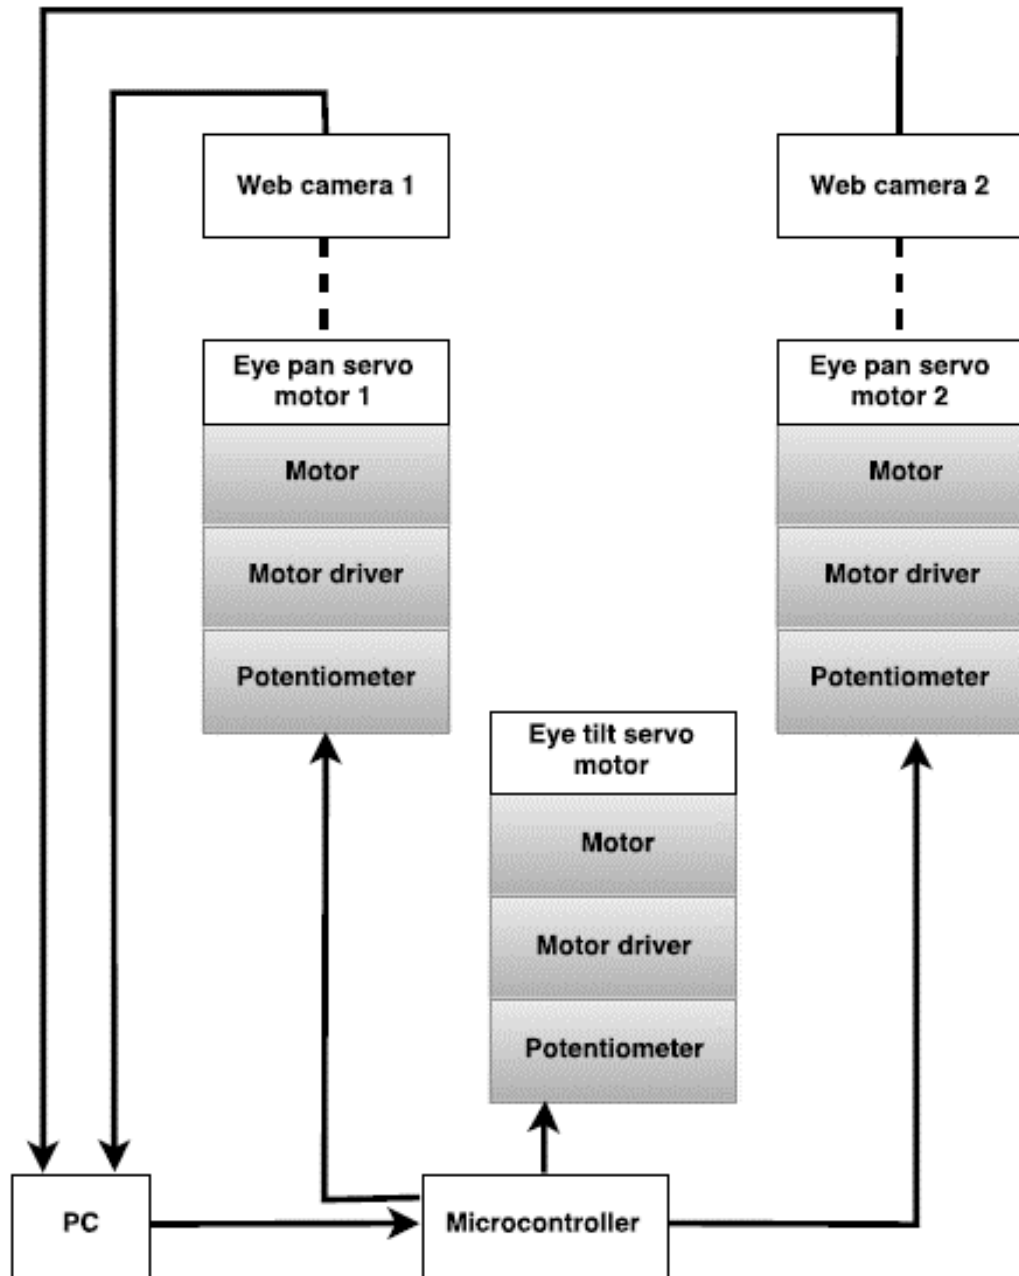 Web camera 1
Web camera 2
Eye pan servo
motor 1
Motor
Motor driver
Potentiometer
Eye pan servo
motor 2
Motor
Motor driver
Potentiometer
Eye tilt servo
motor
Motor
Motor driver
Potentiometer
PC
Microcontroller